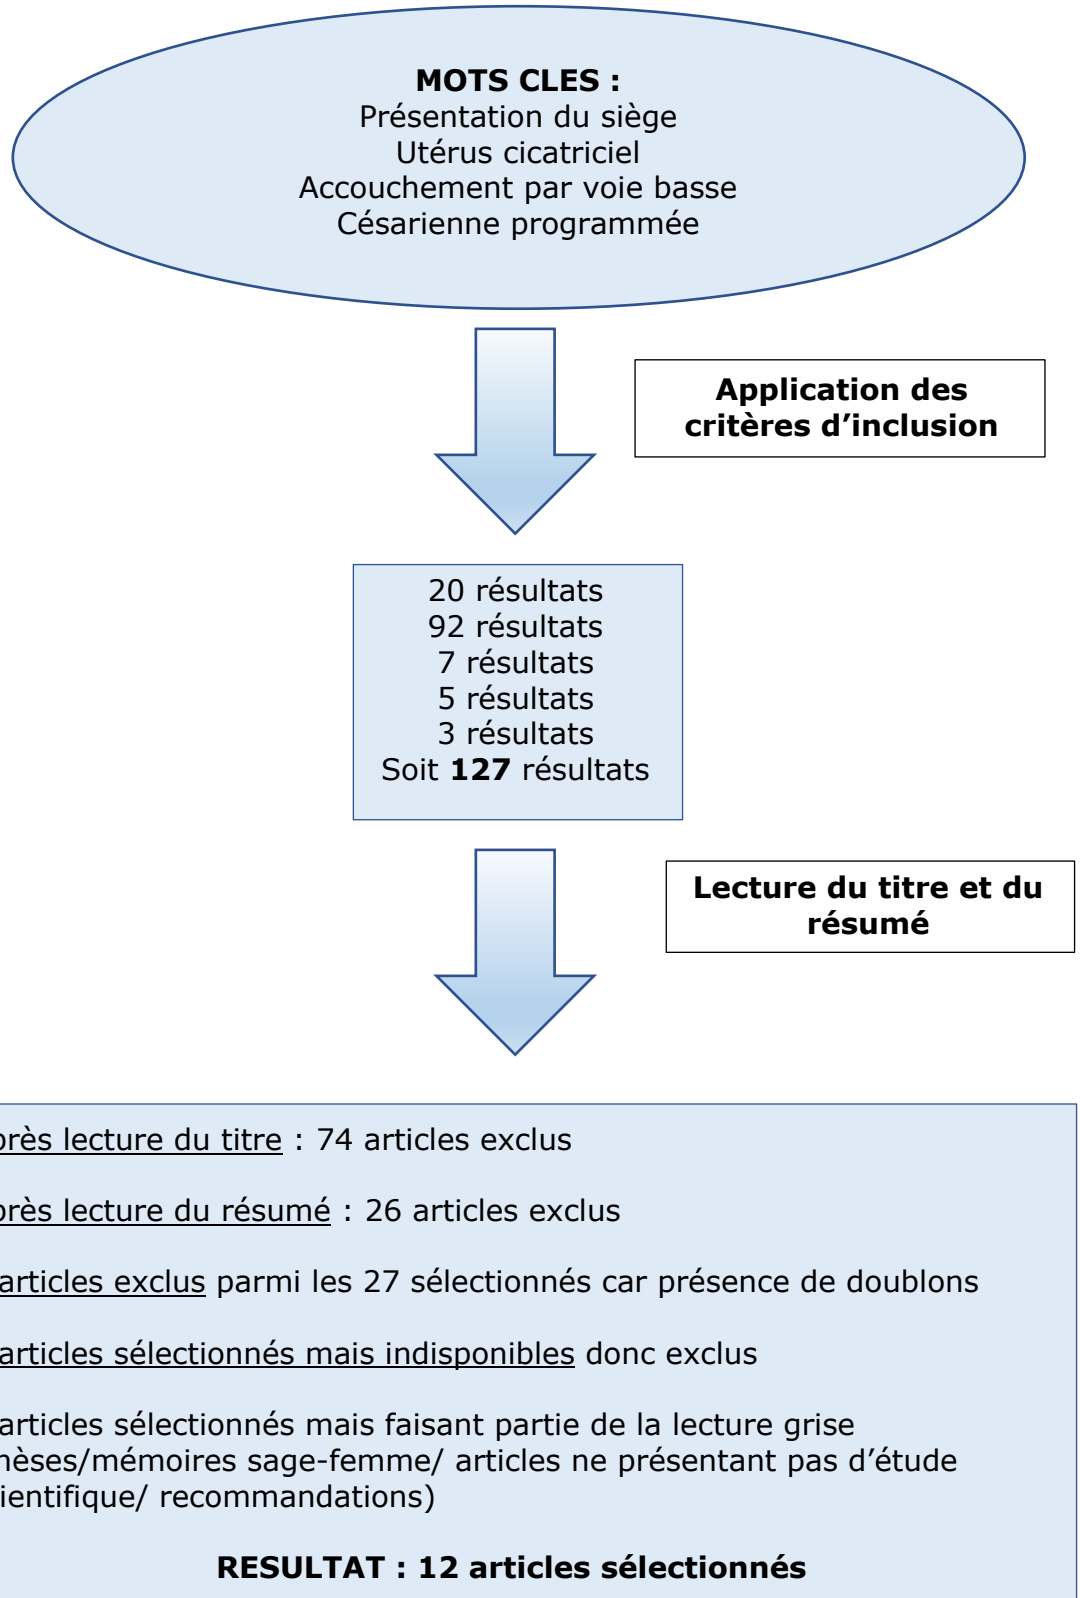 MOTS CLES :
Présentation du siège
Utérus cicatriciel
Accouchement par voie basse
Césarienne programmée
Application des
critères d’inclusion
20 résultats
92 résultats
7 résultats
5 résultats
3 résultats
Soit 127 résultats
Lecture du titre et du
résumé
lecture du titre : 74 articles exclus
lecture du résumé : 26 articles exclus
articles exclus parmi les 27 sélectionnés car présence de doublons
articles sélectionnés mais indisponibles donc exclus
articles sélectionnés mais faisant partie de la lecture grise
/mémoires sage-femme/ articles ne présentant pas d’étude
/ recommandations)
RESULTAT : 12 articles sélectionnés